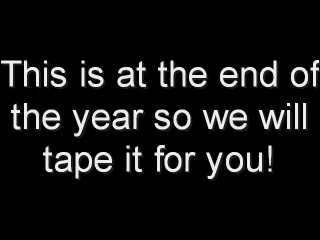 This is at the end of
the year so we will
tape it for you!